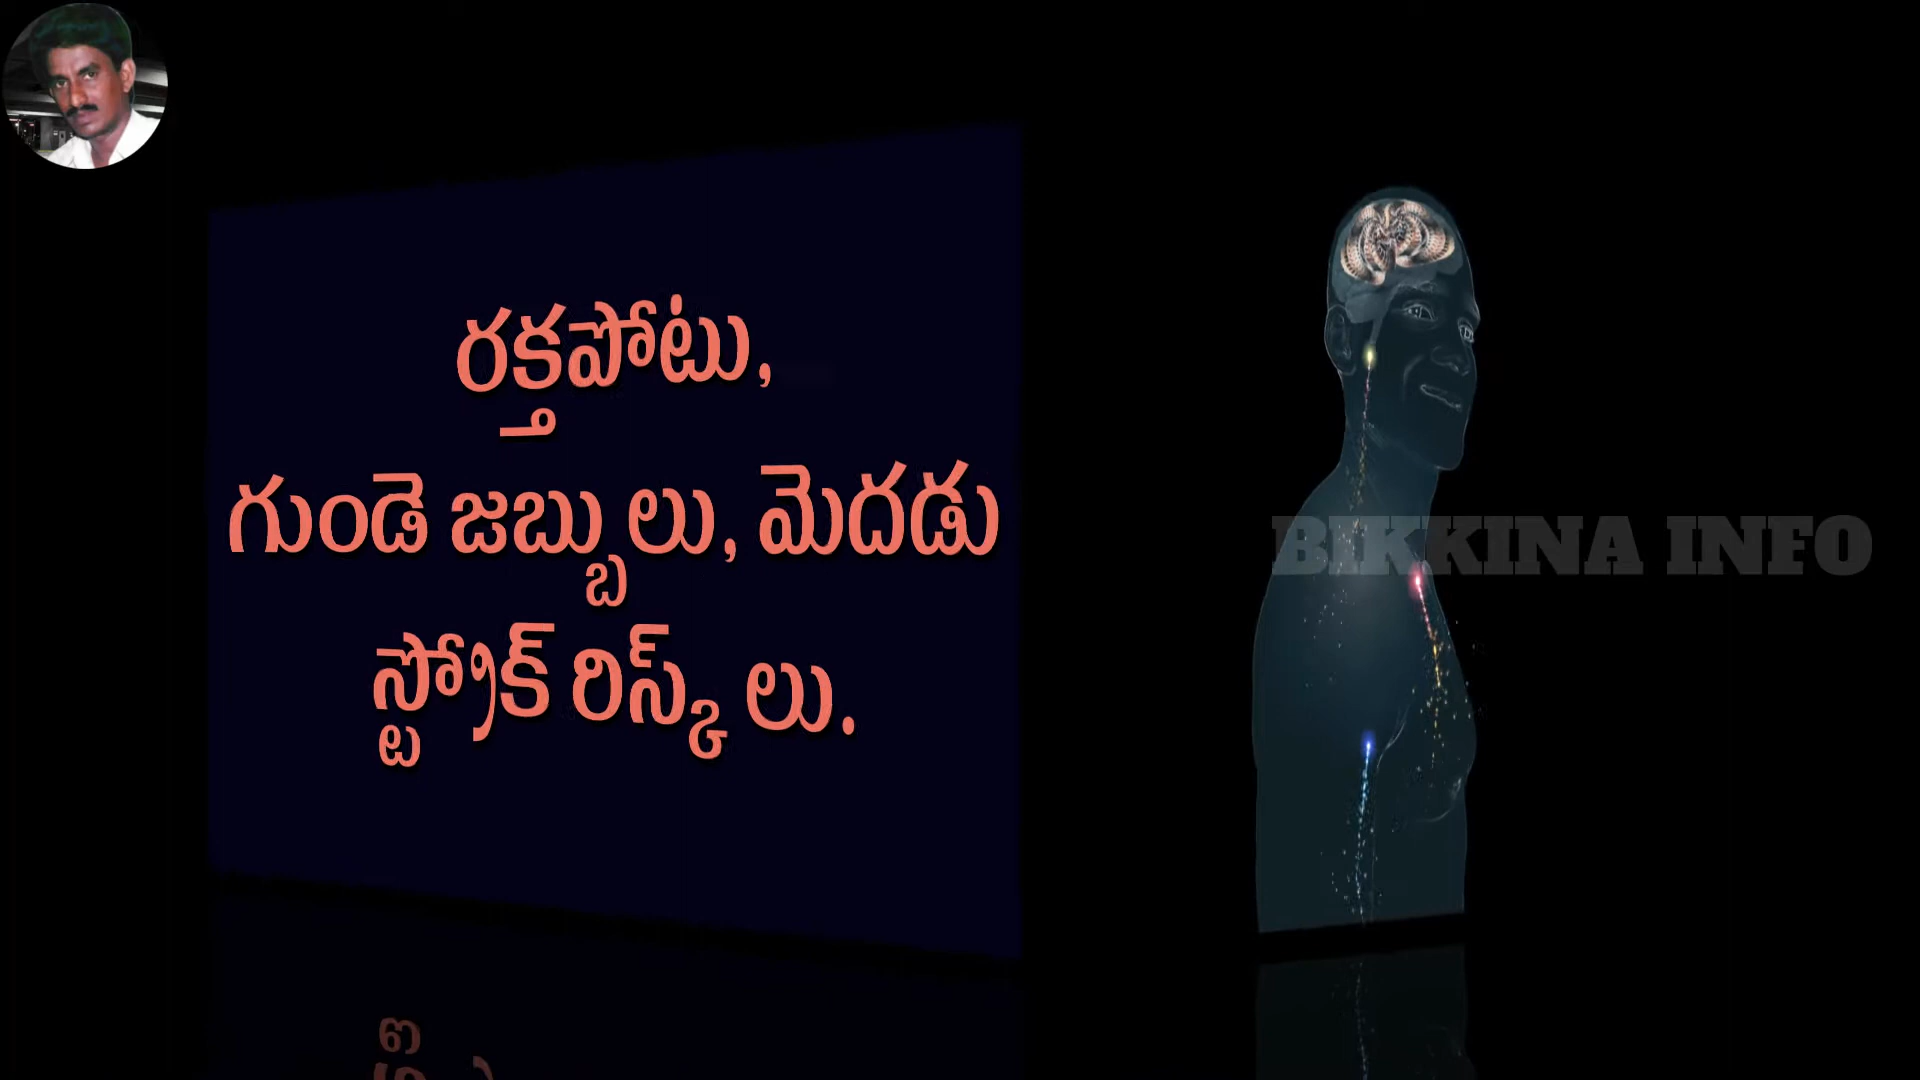 రక్తపోటు,
గుండె జబ్బులు, మెదడు
స్ట్రోక్ రిస్క్ లు.
BIKKINA INFO